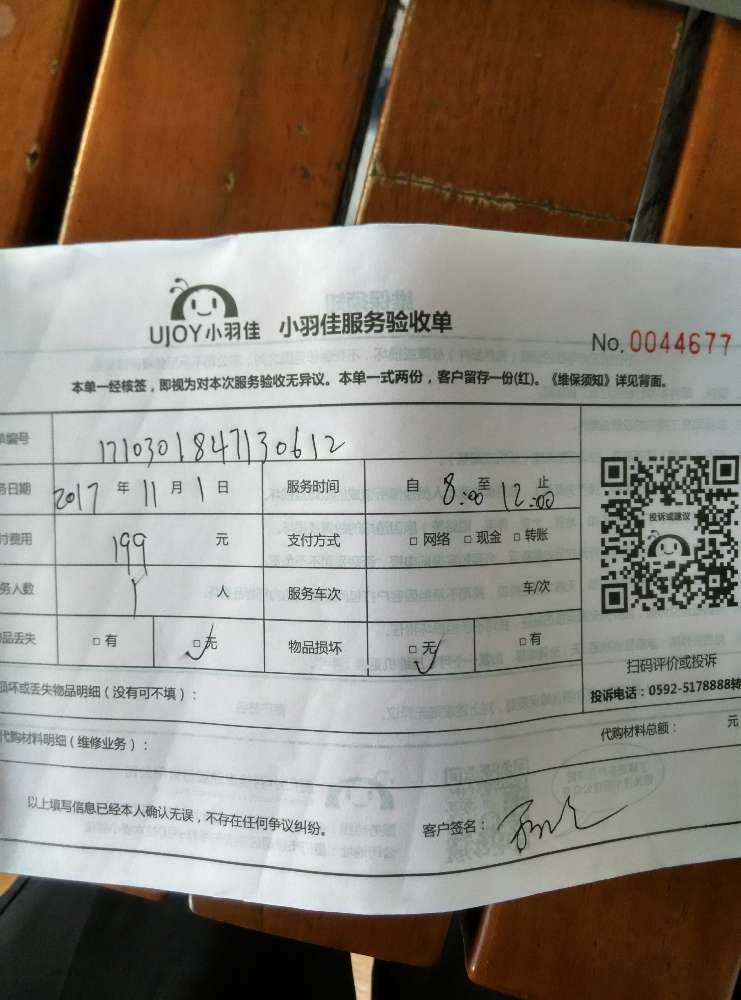 UJOY小羽佳 小羽佳服务验收单
No. 0044677
本单一经核签，即视为对本次服务验收无异议。本单一式两份，客户留存一份(红)。《维保须知》详见背面。
单编号 1710301847130612
务日期 2017 年 11 月 1 日 服务时间 自 8:00 至 12:00 止
付费用 199 元 支付方式 □ 网络 □ 现金 □ 转账
务人数 1 人 服务车次 车/次
品丢失 □ 有 □ 无 物品损坏 □ 无 □ 有
投诉或建议
扫码评价或投诉
投诉电话：0592-5178888转
损坏或丢失物品明细（没有可不填）：
代购材料明细（维修业务）：
代购材料总额： 元
以上填写信息已经本人确认无误，不存在任何争议纠纷。
客户签名：